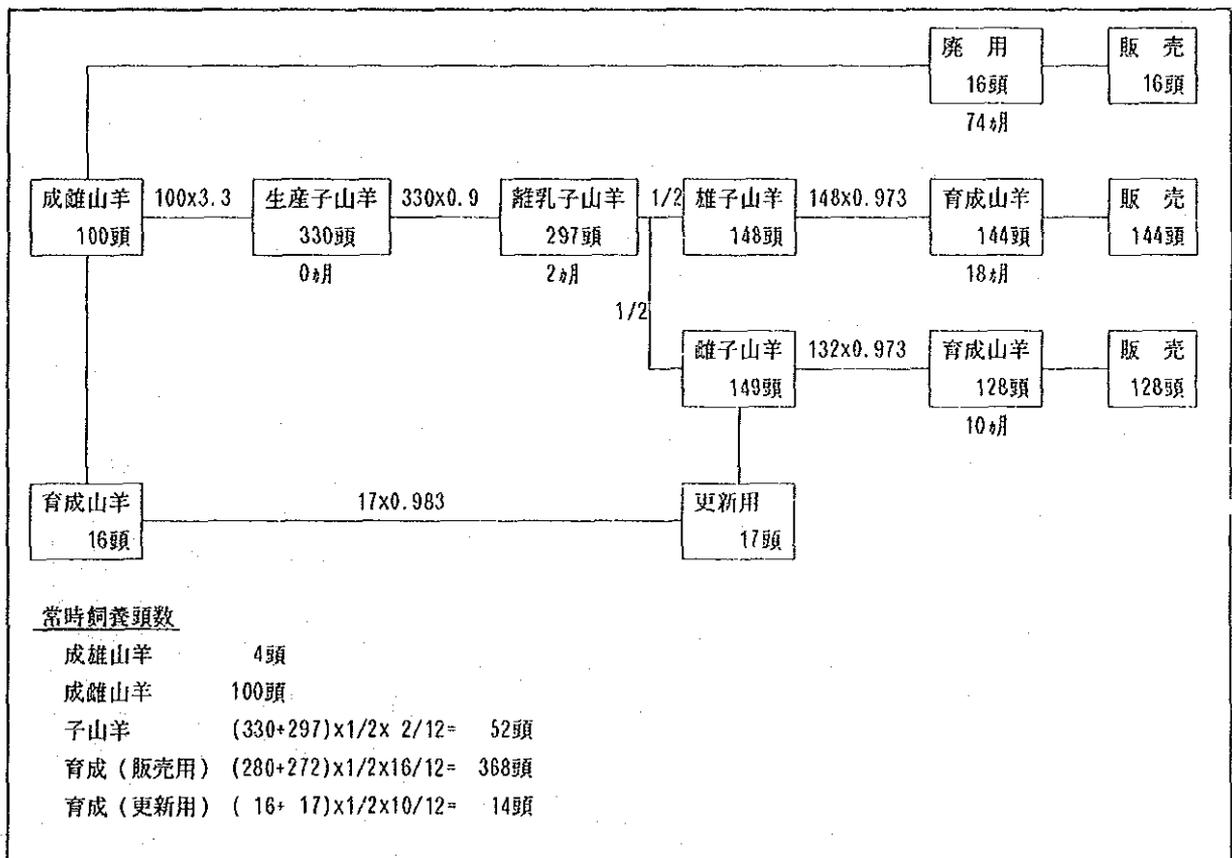 廃 用
16頭
74ヵ月
販 売
16頭
成雌山羊
100頭
100x3.3
生産子山羊
330頭
0ヵ月
330x0.9
離乳子山羊
297頭
2ヵ月
1/2
雄子山羊
148頭
148x0.973
育成山羊
144頭
18ヵ月
販 売
144頭
1/2
雌子山羊
149頭
132x0.973
育成山羊
128頭
10ヵ月
販 売
128頭
育成山羊
16頭
17x0.983
更新用
17頭
常時飼養頭数
成雄山羊 4頭
成雌山羊 100頭
子山羊 (330+297)x1/2x 2/12= 52頭
育成(販売用) (280+272)x1/2x16/12= 368頭
育成(更新用) ( 16+ 17)x1/2x10/12= 14頭